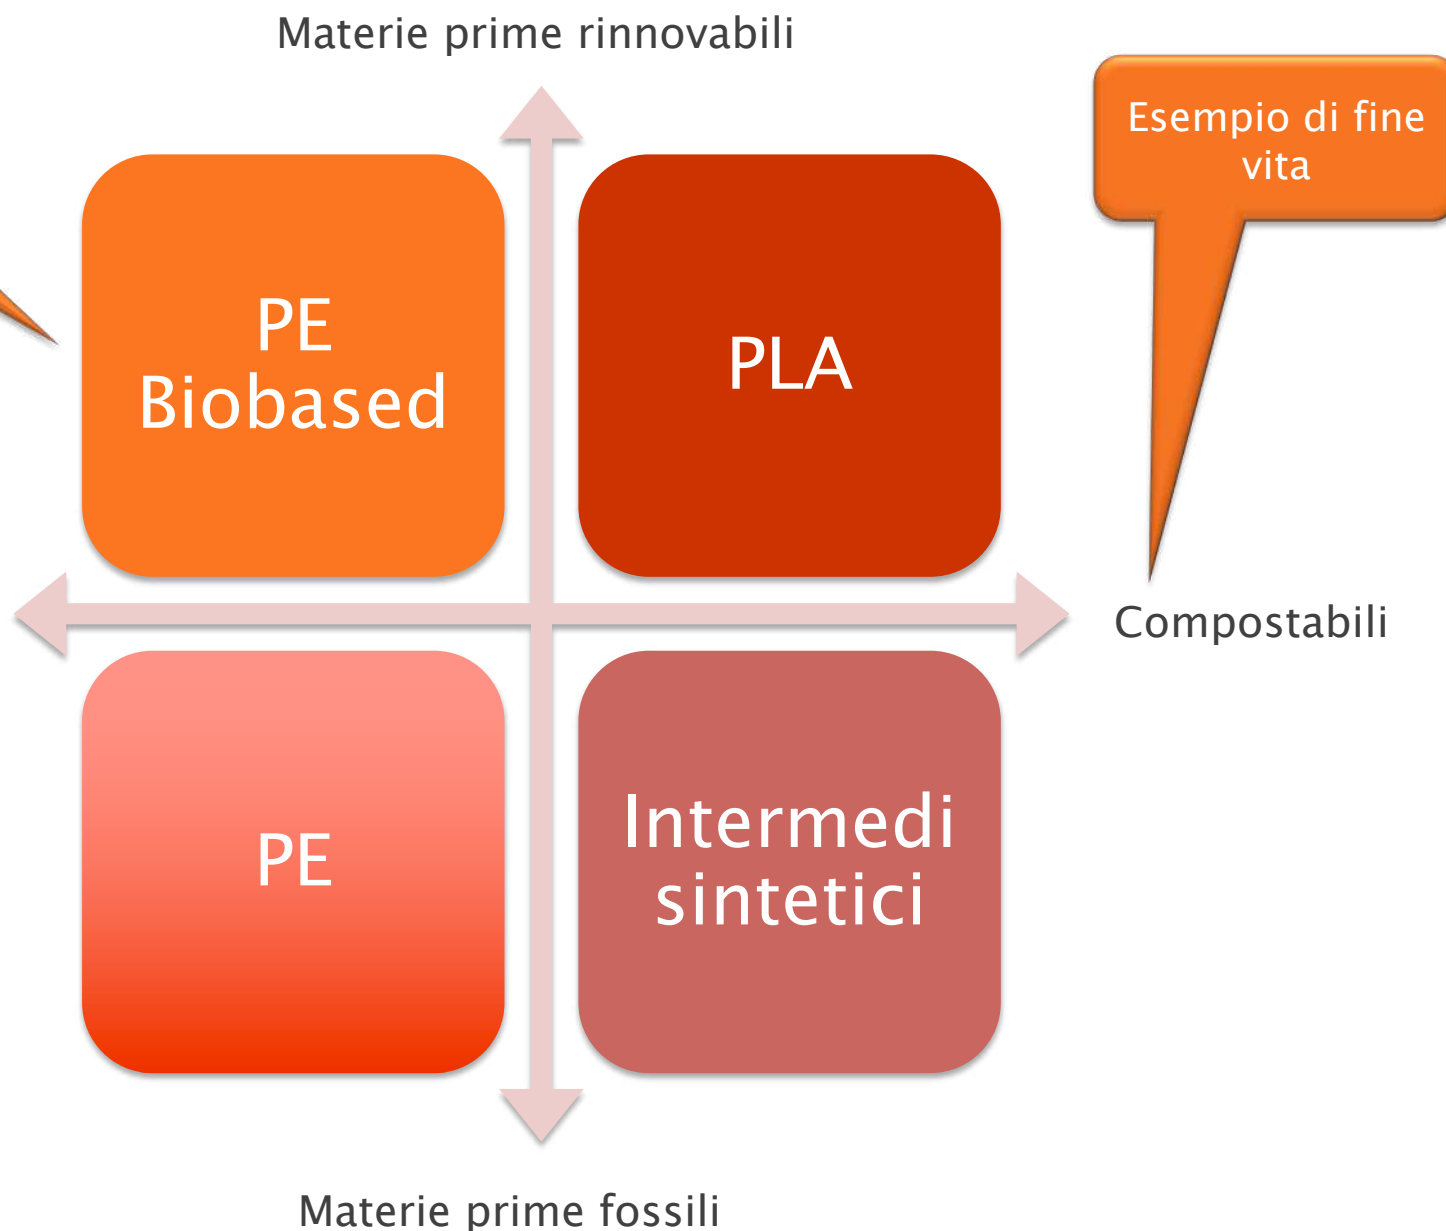 Materie prime rinnovabili
Esempio di fine
vita
PE
Biobased
PLA
Compostabili
PE
Intermedi
sintetici
Materie prime fossili